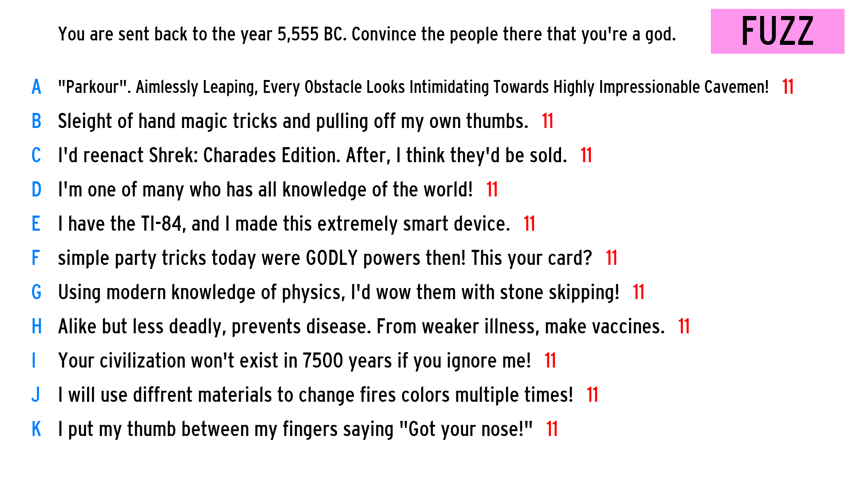 You are sent back to the year 5,555 BC. Convince the people there that you're a god.
FUZZ
A "Parkour". Aimlessly Leaping, Every Obstacle Looks Intimidating Towards Highly Impressionable Cavemen! 11
B Sleight of hand magic tricks and pulling off my own thumbs. 11
C I'd reenact Shrek: Charades Edition. After, I think they'd be sold. 11
D I'm one of many who has all knowledge of the world! 11
E I have the TI-84, and I made this extremely smart device. 11
F simple party tricks today were GODLY powers then! This your card? 11
G Using modern knowledge of physics, I'd wow them with stone skipping! 11
H Alike but less deadly, prevents disease. From weaker illness, make vaccines. 11
I Your civilization won't exist in 7500 years if you ignore me! 11
J I will use diffrent materials to change fires colors multiple times! 11
K I put my thumb between my fingers saying "Got your nose!" 11